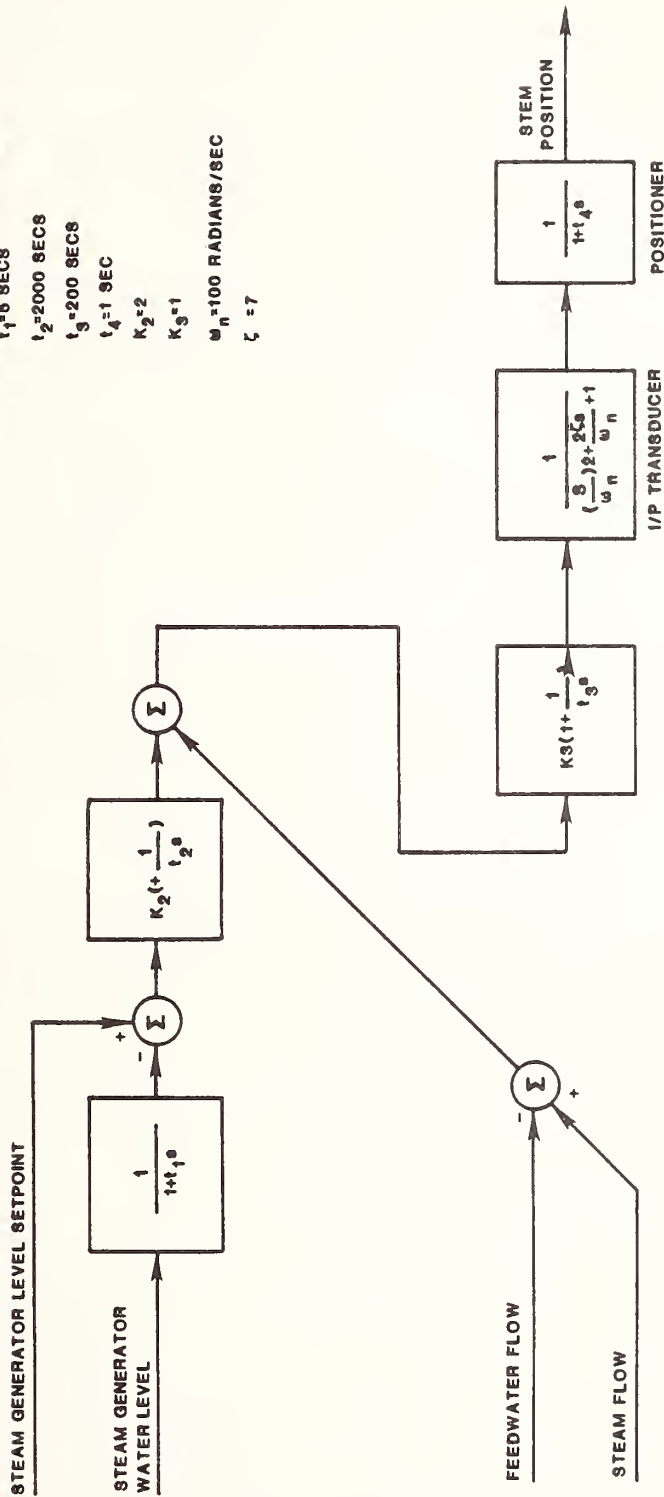 t₁=5 SECS
t₂=2000 SECS
t₃=200 SECS
t₄=1 SEC
K₂=2
K₃=1
ωₙ=100 RADIANS/SEC
ζ =7
STEAM GENERATOR LEVEL SETPOINT
STEAM GENERATOR
WATER LEVEL
1
1+t₁s
+
-
Σ
K₂(+ 1
t₂s )
Σ
FEEDWATER FLOW
STEAM FLOW
-
+
Σ
K3(1+ 1
t₃s )
1
(s/ωₙ)2+ 2ζs/ωₙ +1
I/P TRANSDUCER
1
1+t₄s
POSITIONER
STEM
POSITION